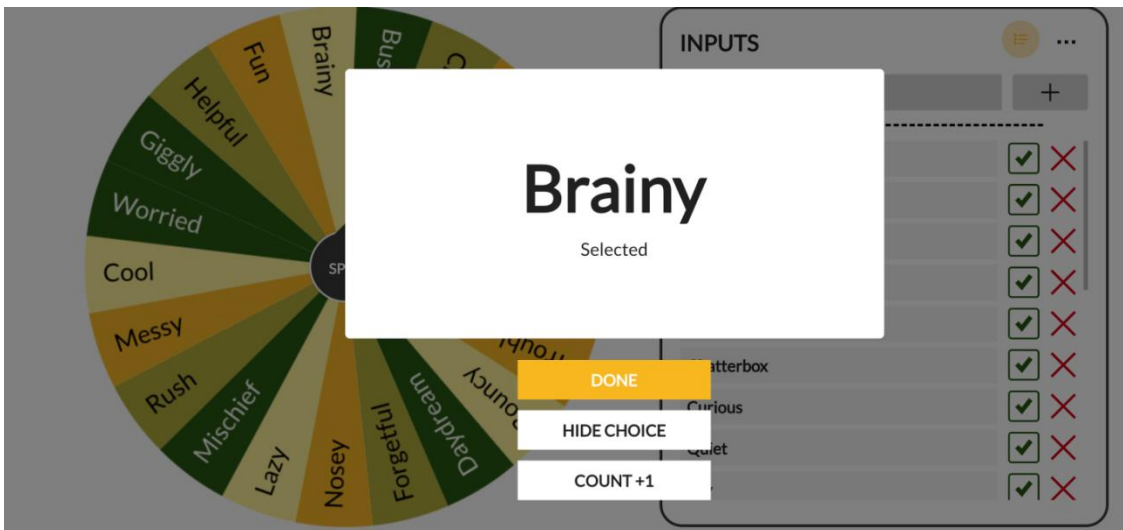 Brainy
Fun
Helpful
Giggly
Worried
Cool
Messy
Rush
Mischief
Lazy
Nosey
Forgetful
Daydream
INPUTS
...
+
Brainy
Selected
DONE
HIDE CHOICE
COUNT +1
Curious
Quiet